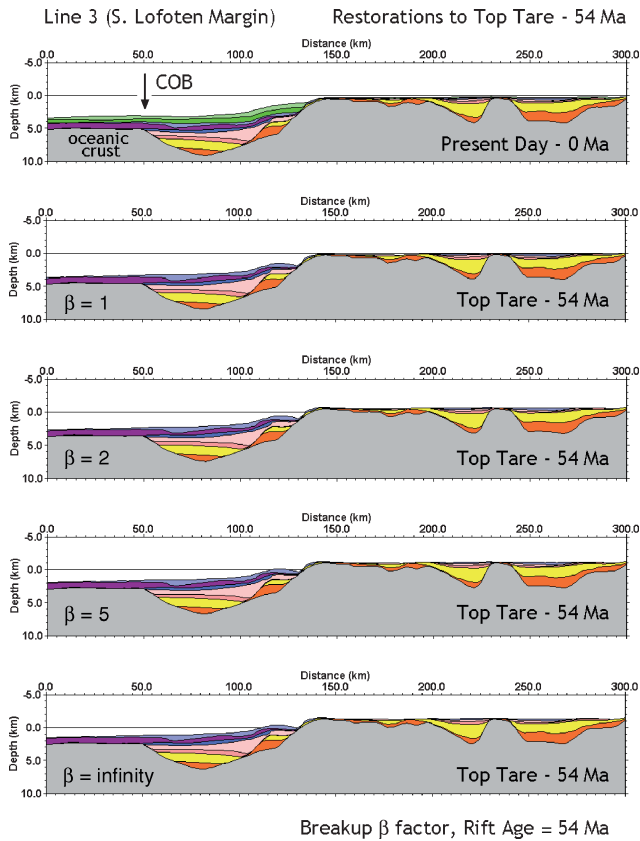 Line 3 (S. Lofoten Margin) Restorations to Top Tare - 54 Ma
Distance (km)
0.0 50.0 100.0 150.0 200.0 250.0 300.0
-5.0
0.0
5.0
10.0
Depth (km)
COB
oceanic
crust
Present Day - 0 Ma
Distance (km)
0.0 50.0 100.0 150.0 200.0 250.0 300.0
-5.0
0.0
5.0
10.0
Depth (km)
β = 1
Top Tare - 54 Ma
Distance (km)
0.0 50.0 100.0 150.0 200.0 250.0 300.0
-5.0
0.0
5.0
10.0
Depth (km)
β = 2
Top Tare - 54 Ma
Distance (km)
0.0 50.0 100.0 150.0 200.0 250.0 300.0
-5.0
0.0
5.0
10.0
Depth (km)
β = 5
Top Tare - 54 Ma
Distance (km)
0.0 50.0 100.0 150.0 200.0 250.0 300.0
-5.0
0.0
5.0
10.0
Depth (km)
β = infinity
Top Tare - 54 Ma
Breakup β factor, Rift Age = 54 Ma